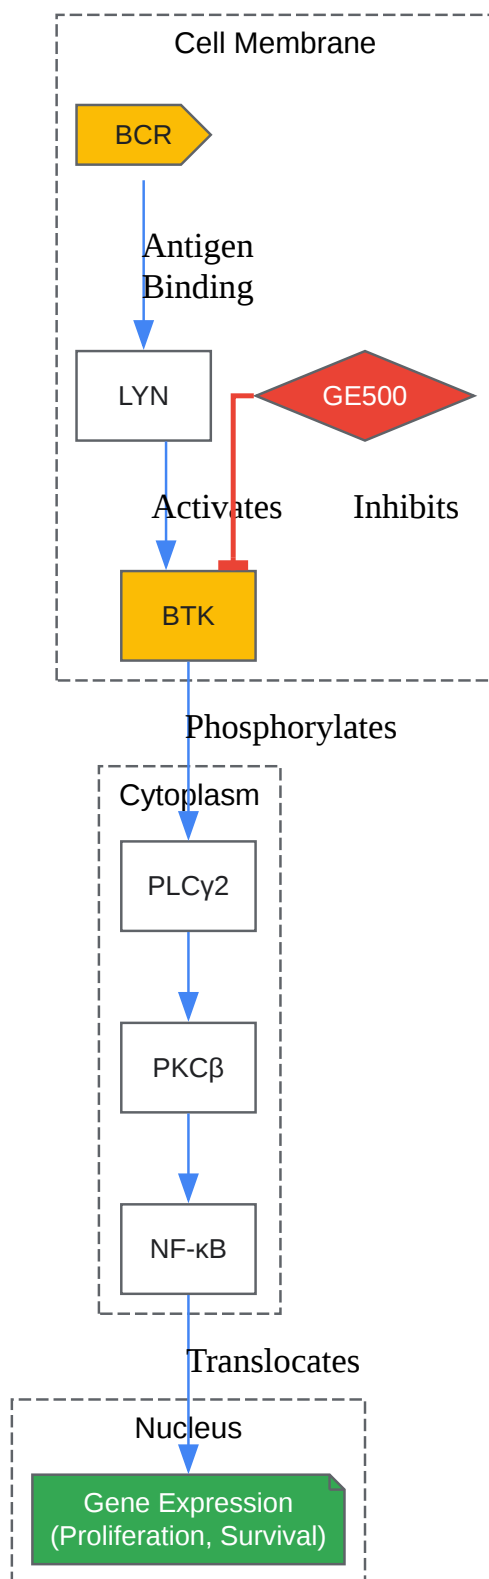 Cell Membrane
BCR
Antigen
Binding
LYN
GE500
Activates
Inhibits
BTK
Phosphorylates
Cytoplasm
PLCγ2
PKCβ
NF-κB
Translocates
Nucleus
Gene Expression
(Proliferation, Survival)